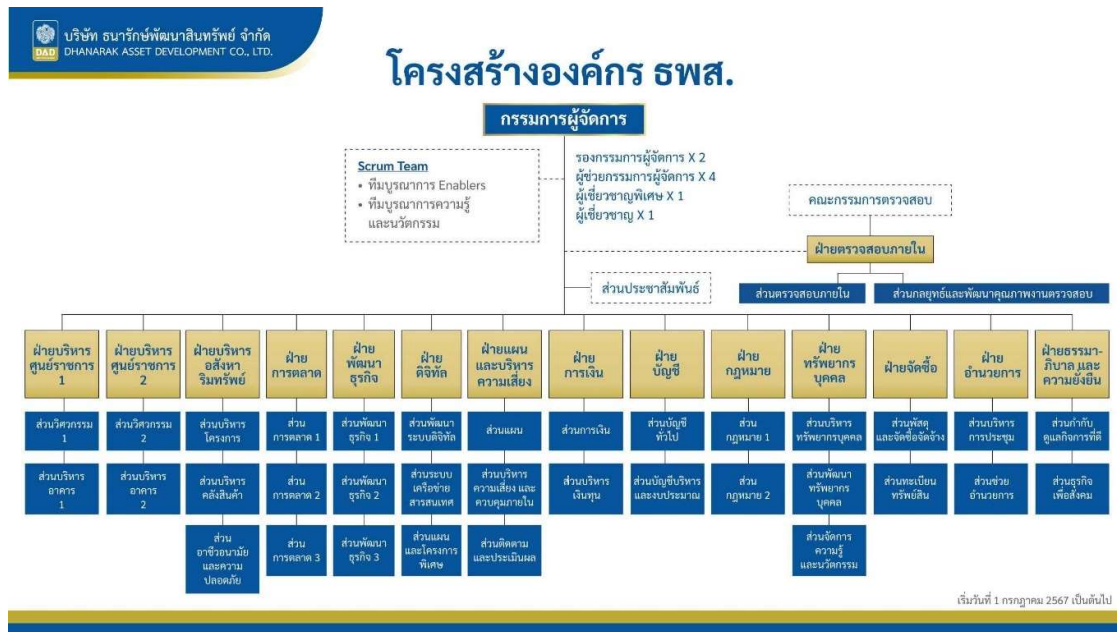 บริษัท ธนารักษ์พัฒนาสินทรัพย์ จำกัด
DAD
DHANARAK ASSET DEVELOPMENT CO., LTD.
โครงสร้างองค์กร ธพส.
กรรมการผู้จัดการ
Scrum Team
• ทีมบูรณาการ Enablers
• ทีมบูรณาการความรู้
และนวัตกรรม
รองกรรมการผู้จัดการ X 2
ผู้ช่วยกรรมการผู้จัดการ X 4
ผู้เชี่ยวชาญพิเศษ X 1
ผู้เชี่ยวชาญ X 1
คณะกรรมการตรวจสอบ
ฝ่ายตรวจสอบภายใน
ส่วนตรวจสอบภายใน
ส่วนกลยุทธ์และพัฒนาคุณภาพงานตรวจสอบ
ส่วนประชาสัมพันธ์
ฝ่ายบริหาร
ศูนย์ราชการ
1
ส่วนวิศวกรรม
1
ส่วนบริหาร
อาคาร
1
ฝ่ายบริหาร
ศูนย์ราชการ
2
ส่วนวิศวกรรม
2
ส่วนบริหาร
อาคาร
2
ฝ่ายบริหาร
อสังหา
ริมทรัพย์
ส่วนบริหาร
โครงการ
ส่วนบริหาร
คลังสินค้า
ส่วน
อาชีวอนามัย
และความ
ปลอดภัย
ฝ่าย
การตลาด
ส่วน
การตลาด 1
ส่วน
การตลาด 2
ส่วน
การตลาด 3
ฝ่าย
พัฒนา
ธุรกิจ
ส่วนพัฒนา
ธุรกิจ 1
ส่วนพัฒนา
ธุรกิจ 2
ส่วนพัฒนา
ธุรกิจ 3
ฝ่าย
ดิจิทัล
ส่วนพัฒนา
ระบบดิจิทัล
ส่วนระบบ
เครือข่าย
สารสนเทศ
ส่วนแผน
และโครงการ
พิเศษ
ฝ่ายแผน
และบริหาร
ความเสี่ยง
ส่วนแผน
ส่วนบริหาร
ความเสี่ยง และ
ควบคุมภายใน
ส่วนติดตาม
และประเมินผล
ฝ่าย
การเงิน
ส่วนการเงิน
ส่วนบริหาร
เงินทุน
ฝ่าย
บัญชี
ส่วนบัญชี
ทั่วไป
ส่วนบัญชีบริหาร
และงบประมาณ
ฝ่าย
กฎหมาย
ส่วน
กฎหมาย 1
ส่วน
กฎหมาย 2
ฝ่าย
ทรัพยากร
บุคคล
ส่วนบริหาร
ทรัพยากรบุคคล
ส่วนพัฒนา
ทรัพยากร
บุคคล
ส่วนจัดการ
ความรู้
และนวัตกรรม
ฝ่ายจัดซื้อ
ส่วนพัสดุ
และจัดซื้อจัดจ้าง
ส่วนทะเบียน
ทรัพย์สิน
ฝ่าย
อำนวยการ
ส่วนบริหาร
การประชุม
ส่วนช่วย
อำนวยการ
ฝ่ายธรรมา-
ภิบาล และ
ความยั่งยืน
ส่วนกำกับ
ดูแลกิจการที่ดี
ส่วนธุรกิจ
เพื่อสังคม
เริ่มวันที่ 1 กรกฎาคม 2567 เป็นต้นไป